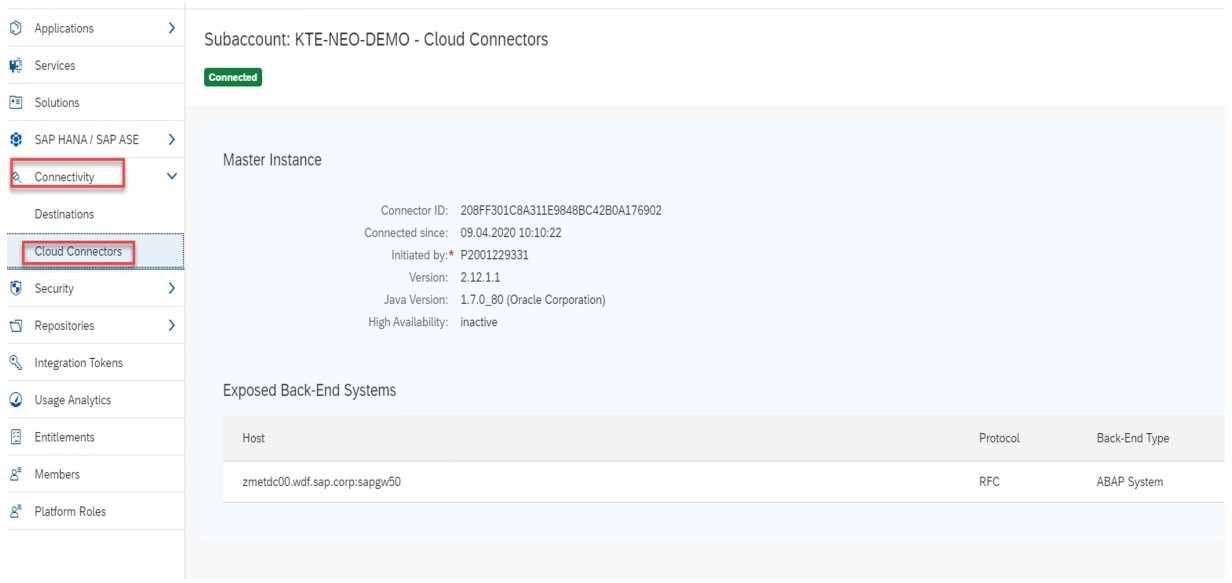 Applications
Services
Solutions
SAP HANA / SAP ASE
Connectivity
Destinations
Cloud Connectors
Security
Repositories
Integration Tokens
Usage Analytics
Entitlements
Members
Platform Roles
Subaccount: KTE-NEO-DEMO - Cloud Connectors
Connected
Master Instance
Connector ID: 208FF301C8A311E9848BC42B0A176902
Connected since: 09.04.2020 10:10:22
Initiated by:* P2001229331
Version: 2.12.1.1
Java Version: 1.7.0_80 (Oracle Corporation)
High Availability: inactive
Exposed Back-End Systems
Host Protocol Back-End Type
zmetdc00.wdf.sap.corp:sapgw50 RFC ABAP System